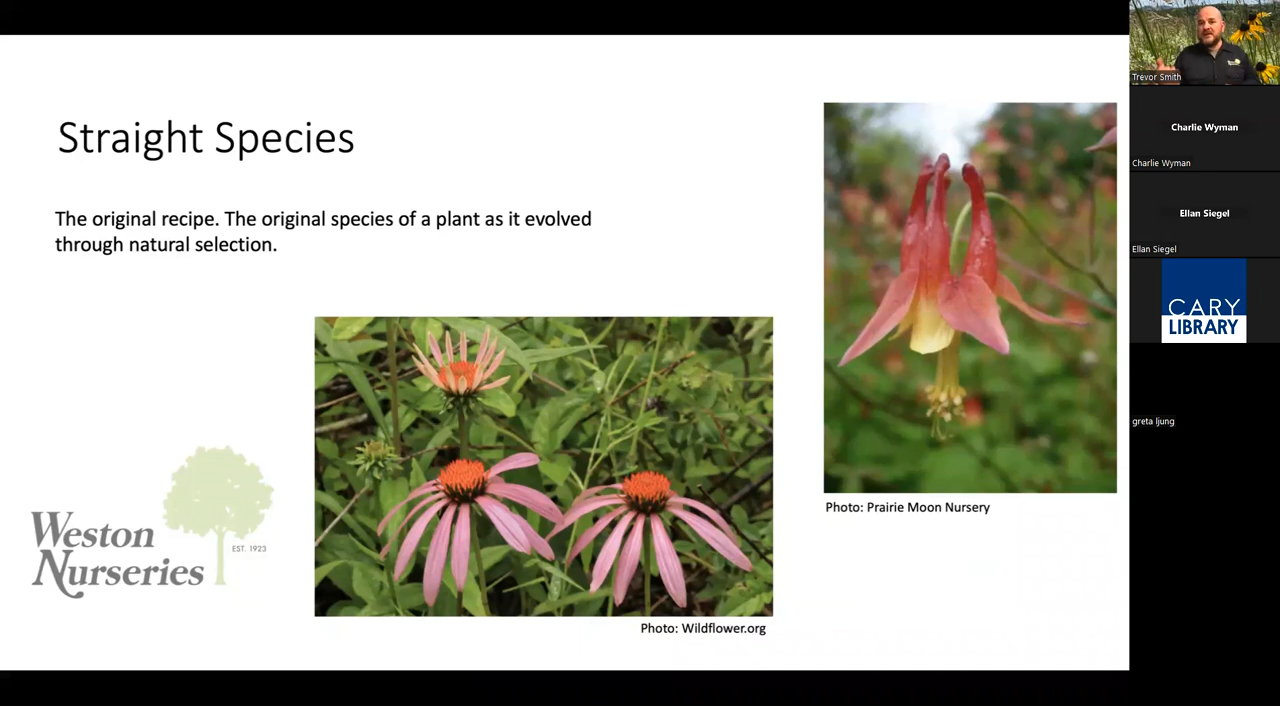 Straight Species
The original recipe. The original species of a plant as it evolved
through natural selection.
Weston
Nurseries
EST. 1923
Photo: Wildflower.org
Photo: Prairie Moon Nursery
Trevor Smith
Charlie Wyman
Charlie Wyman
Ellan Siegel
Ellan Siegel
CARY
LIBRARY
greta ljung